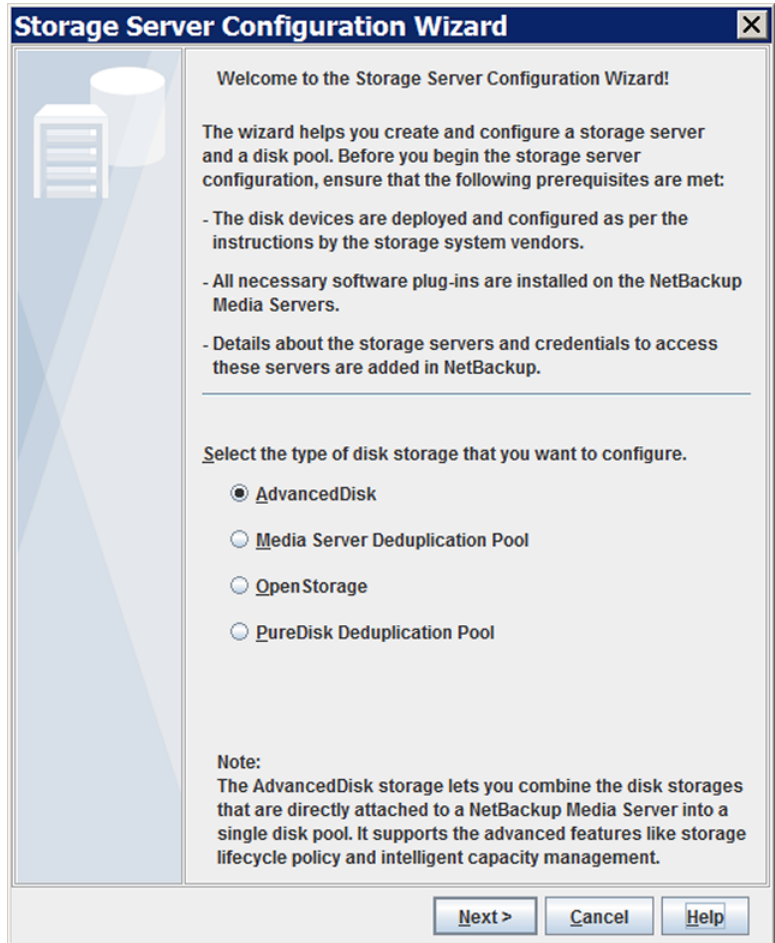 Storage Server Configuration Wizard
Welcome to the Storage Server Configuration Wizard!
The wizard helps you create and configure a storage server
and a disk pool. Before you begin the storage server
configuration, ensure that the following prerequisites are met:
- The disk devices are deployed and configured as per the
instructions by the storage system vendors.
- All necessary software plug-ins are installed on the NetBackup
Media Servers.
- Details about the storage servers and credentials to access
these servers are added in NetBackup.
Select the type of disk storage that you want to configure.
AdvancedDisk
Media Server Deduplication Pool
OpenStorage
PureDisk Deduplication Pool
Note:
The AdvancedDisk storage lets you combine the disk storages
that are directly attached to a NetBackup Media Server into a
single disk pool. It supports the advanced features like storage
lifecycle policy and intelligent capacity management.
Next >
Cancel
Help